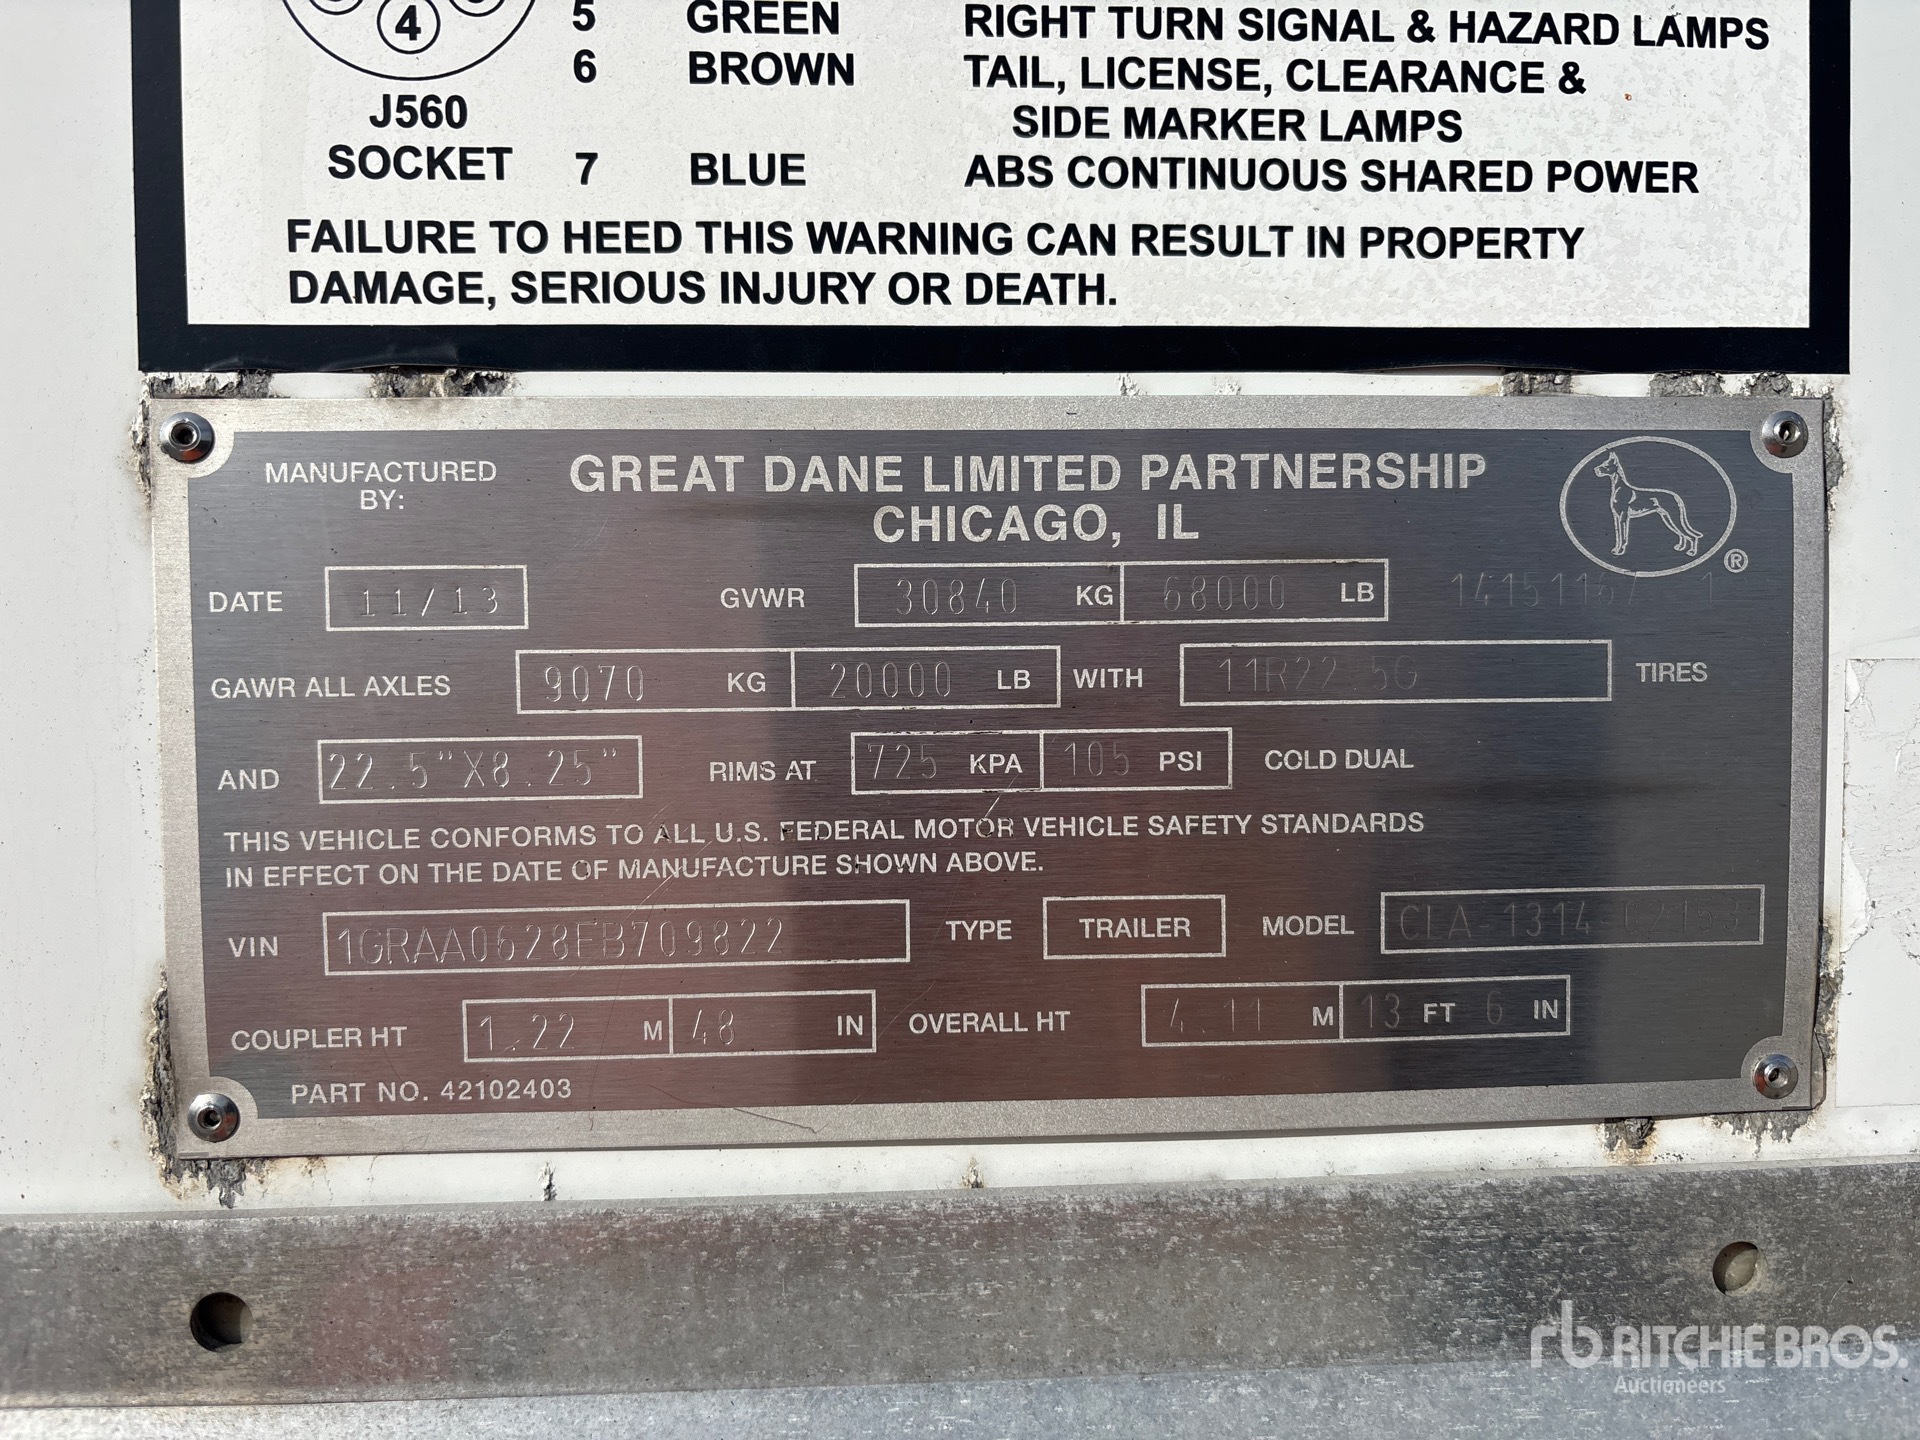 4
5 GREEN RIGHT TURN SIGNAL & HAZARD LAMPS
6 BROWN TAIL, LICENSE, CLEARANCE &
SIDE MARKER LAMPS
J560
SOCKET 7 BLUE ABS CONTINUOUS SHARED POWER
FAILURE TO HEED THIS WARNING CAN RESULT IN PROPERTY
DAMAGE, SERIOUS INJURY OR DEATH.
MANUFACTURED
BY:
GREAT DANE LIMITED PARTNERSHIP
CHICAGO, IL
®
DATE 11/13 GVWR 30840 KG 68000 LB
GAWR ALL AXLES 9070 KG 20000 LB WITH 11R22.5G TIRES
AND 22.5"X8.25" RIMS AT 725 KPA 105 PSI COLD DUAL
THIS VEHICLE CONFORMS TO ALL U.S. FEDERAL MOTOR VEHICLE SAFETY STANDARDS
IN EFFECT ON THE DATE OF MANUFACTURE SHOWN ABOVE.
VIN 1GRAA0628EB709822 TYPE TRAILER MODEL
COUPLER HT 1.22 M 48 IN OVERALL HT 4.11 M 13 FT 6 IN
PART NO. 42102403
rb RITCHIE BROS.
Auctioneers